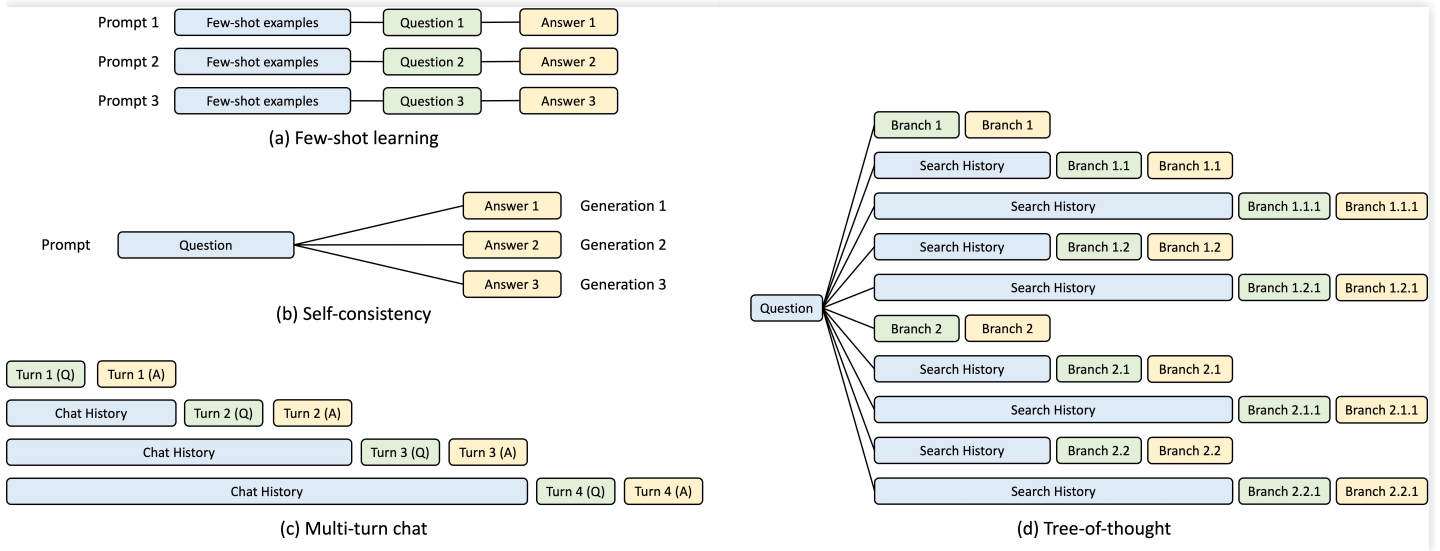 Prompt 1 Few-shot examples Question 1 Answer 1
Prompt 2 Few-shot examples Question 2 Answer 2
Prompt 3 Few-shot examples Question 3 Answer 3
(a) Few-shot learning
Answer 1 Generation 1
Prompt Question Answer 2 Generation 2
Answer 3 Generation 3
(b) Self-consistency
Turn 1 (Q) Turn 1 (A)
Chat History Turn 2 (Q) Turn 2 (A)
Chat History Turn 3 (Q) Turn 3 (A)
Chat History Turn 4 (Q) Turn 4 (A)
(c) Multi-turn chat
Question
Branch 1 Branch 1
Search History Branch 1.1 Branch 1.1
Search History Branch 1.1.1 Branch 1.1.1
Search History Branch 1.2 Branch 1.2
Search History Branch 1.2.1 Branch 1.2.1
Branch 2 Branch 2
Search History Branch 2.1 Branch 2.1
Search History Branch 2.1.1 Branch 2.1.1
Search History Branch 2.2 Branch 2.2
Search History Branch 2.2.1 Branch 2.2.1
(d) Tree-of-thought